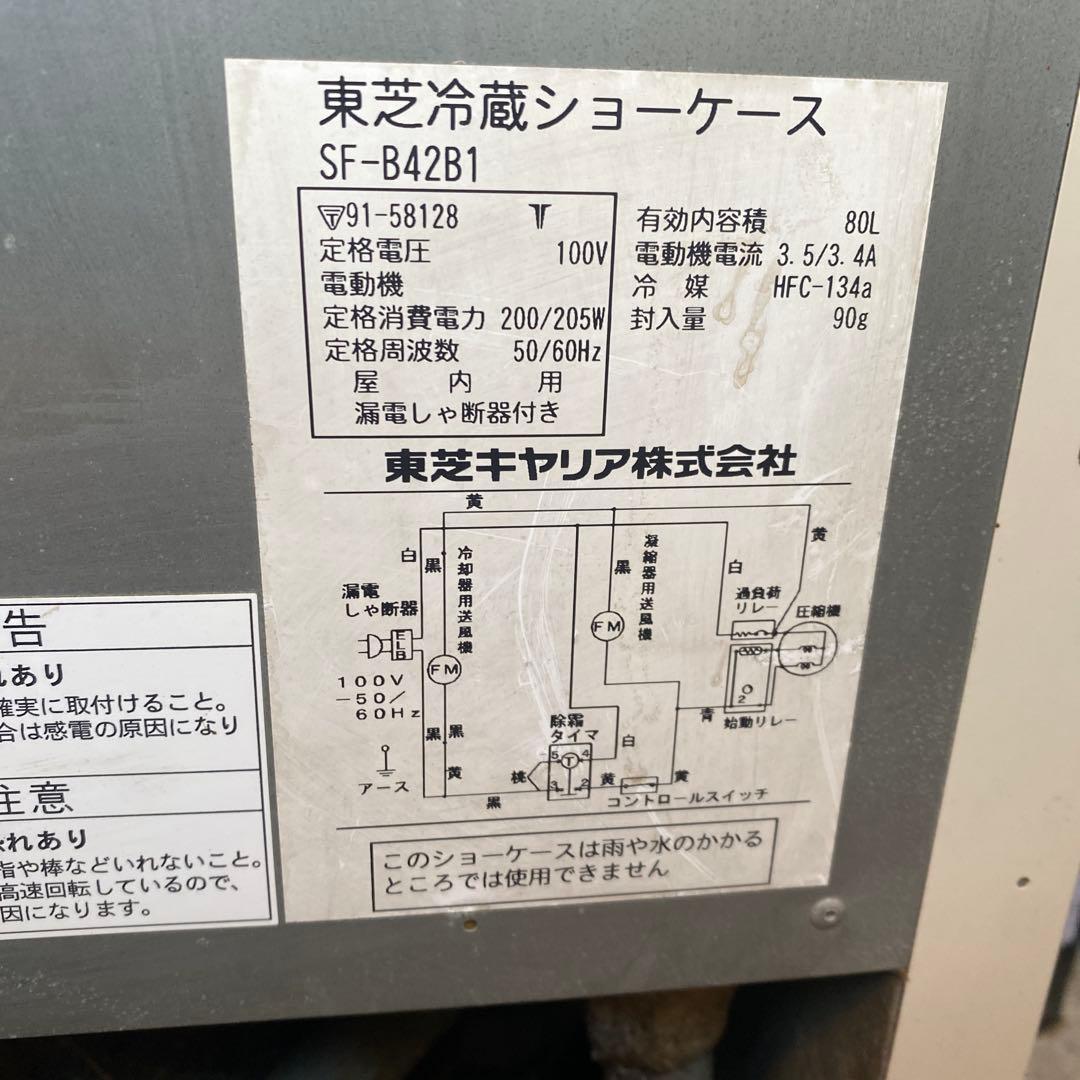 東芝冷蔵ショーケース
SF-B42B1
91-58128
定格電圧 100V
電動機
定格消費電力 200/205W
定格周波数 50/60Hz
屋内用
漏電しゃ断器付き
有効内容積 80L
電動機電流 3.5/3.4A
冷媒 HFC-134a
封入量 90g
東芝キヤリア株式会社
黄
白
黒
冷却器用送風機
黒
凝縮器用送風機
白
黄
漏電
しゃ断器
ELB
FM
FM
過負荷
リレー
圧縮機
100V
-50/
60Hz
2
始動リレー
青
黒
黒
黄
アース
除霜
タイマ
5
4
T
3
2
桃
白
黒
黄
黄
コントロールスイッチ
このショーケースは雨や水のかかる
ところでは使用できません
告
れあり
確実に取付けること。
合は感電の原因になり
注意
れあり
指や棒などいれないこと。
高速回転しているので、
因になります。